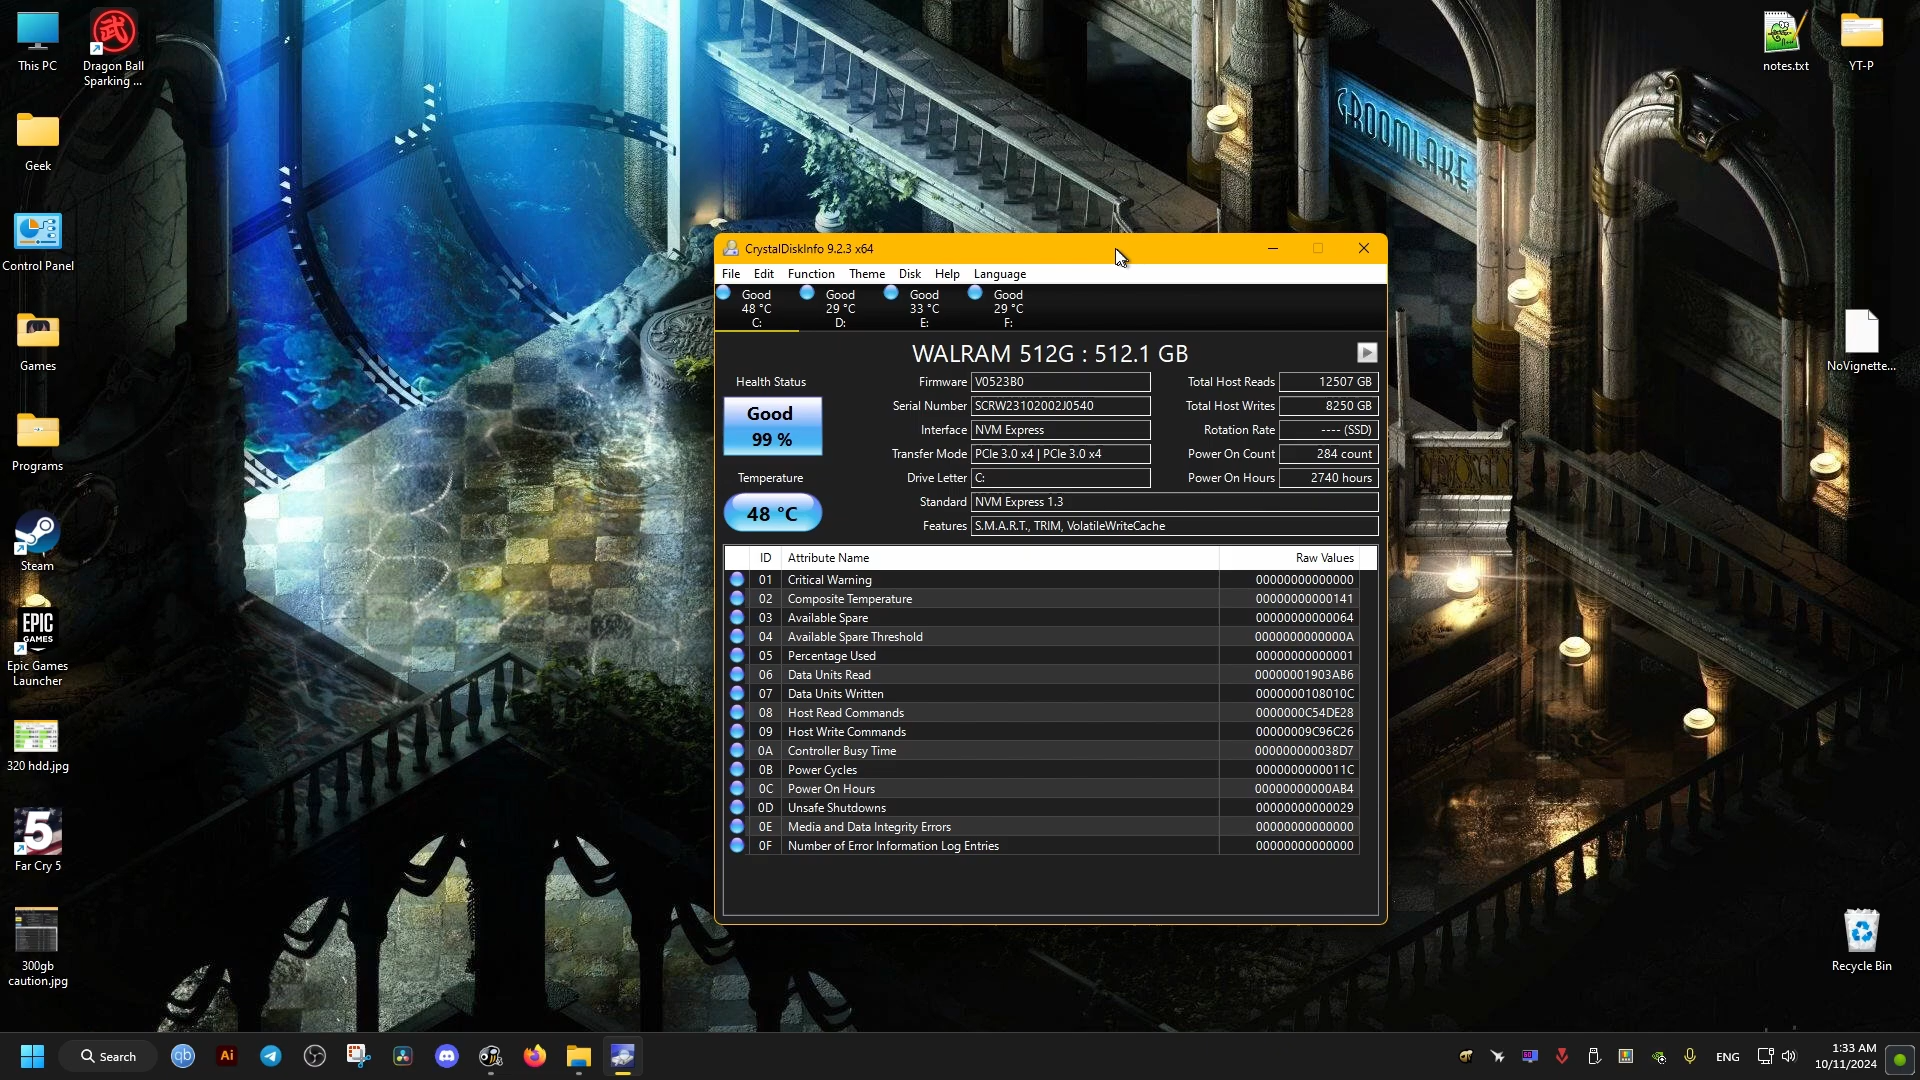 This PC
Dragon Ball
Sparking ...
Geek
Control Panel
Games
Programs
Steam
EPIC
GAMES
Epic Games
Launcher
320 hdd.jpg
5
Far Cry 5
300gb
caution.jpg
notes.txt
YT-P
NoVignette...
Recycle Bin
GROOMLAKE
CrystalDiskInfo 9.2.3 x64
File Edit Function Theme Disk Help Language
Good Good Good Good
48 °C 29 °C 33 °C 29 °C
C: D: E: F:
WALRAM 512G : 512.1 GB
Health Status
Good
99 %
Temperature
48 °C
Firmware V0523B0 Total Host Reads 12507 GB
Serial Number SCRW23102002J0540 Total Host Writes 8250 GB
Interface NVM Express Rotation Rate ---- (SSD)
Transfer Mode PCIe 3.0 x4 | PCIe 3.0 x4 Power On Count 284 count
Drive Letter C: Power On Hours 2740 hours
Standard NVM Express 1.3
Features S.M.A.R.T., TRIM, VolatileWriteCache
ID Attribute Name Raw Values
01 Critical Warning 00000000000000
02 Composite Temperature 00000000000141
03 Available Spare 00000000000064
04 Available Spare Threshold 0000000000000A
05 Percentage Used 00000000000001
06 Data Units Read 00000001903AB6
07 Data Units Written 0000000108010C
08 Host Read Commands 0000000C54DE28
09 Host Write Commands 00000009C96C26
0A Controller Busy Time 000000000038D7
0B Power Cycles 0000000000011C
0C Power On Hours 00000000000AB4
0D Unsafe Shutdowns 00000000000029
0E Media and Data Integrity Errors 00000000000000
0F Number of Error Information Log Entries 00000000000000
Search
qb
Ai
ENG
1:33 AM
10/11/2024